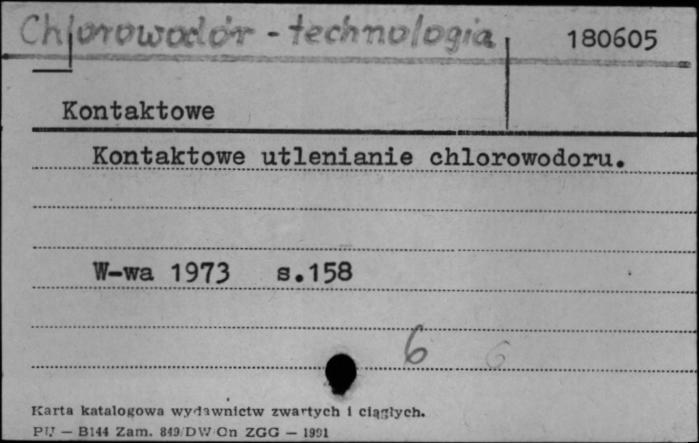 Chlorowodór - technologia 180605
Kontaktowe
Kontaktowe utlenianie chlorowodoru.
W-wa 1973 s.158
6 6
Karta katalogowa wydawnictw zwartych i ciągłych.
PU — B144 Zam. 849/DW/On ZGG — 1991